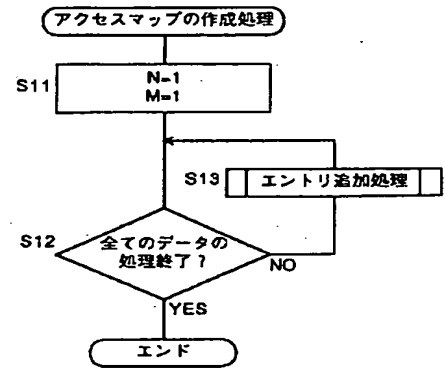 アクセスマップの作成処理
S11
N=1
M=1
S13
エントリ追加処理
S12
全てのデータの
処理終了?
NO
YES
エンド